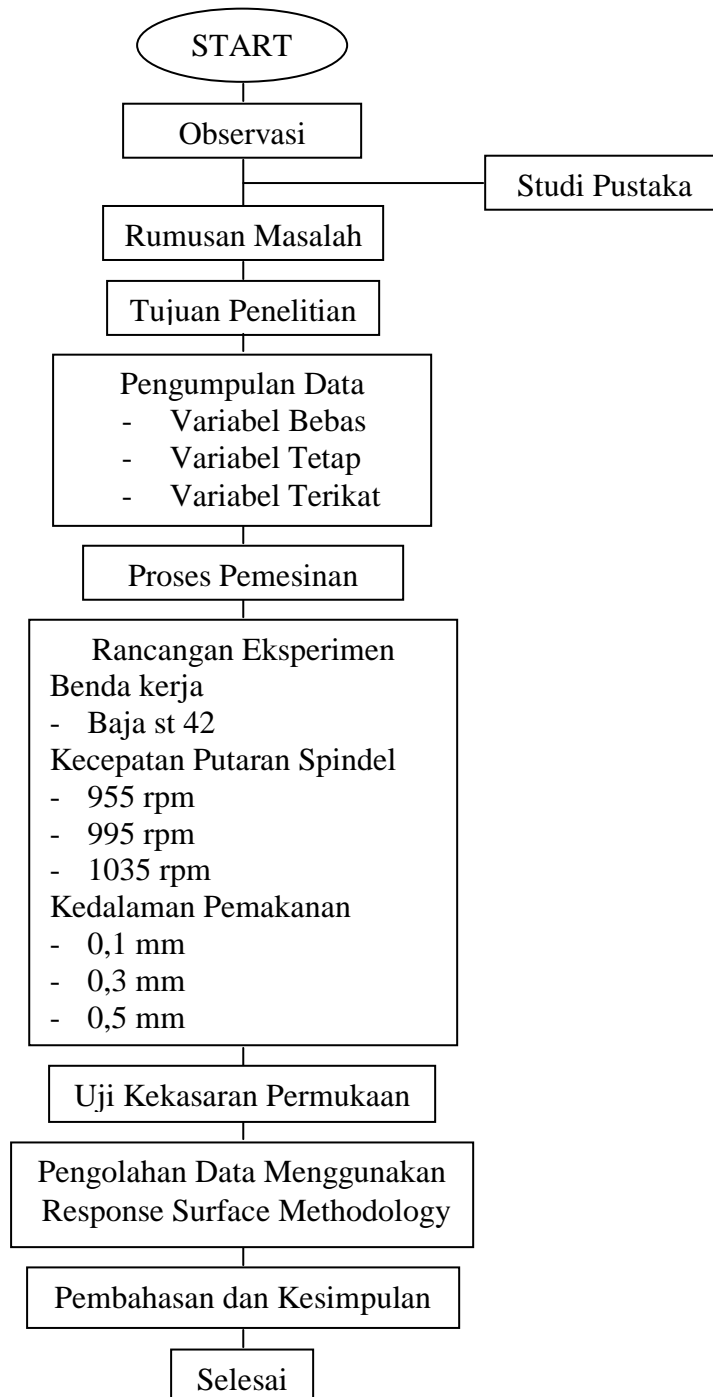 START
Observasi
Studi Pustaka
Rumusan Masalah
Tujuan Penelitian
Pengumpulan Data
- Variabel Bebas
- Variabel Tetap
- Variabel Terikat
Proses Pemesinan
Rancangan Eksperimen
Benda kerja
- Baja st 42
Kecepatan Putaran Spindel
- 955 rpm
- 995 rpm
- 1035 rpm
Kedalaman Pemakanan
- 0,1 mm
- 0,3 mm
- 0,5 mm
Uji Kekasaran Permukaan
Pengolahan Data Menggunakan
Response Surface Methodology
Pembahasan dan Kesimpulan
Selesai